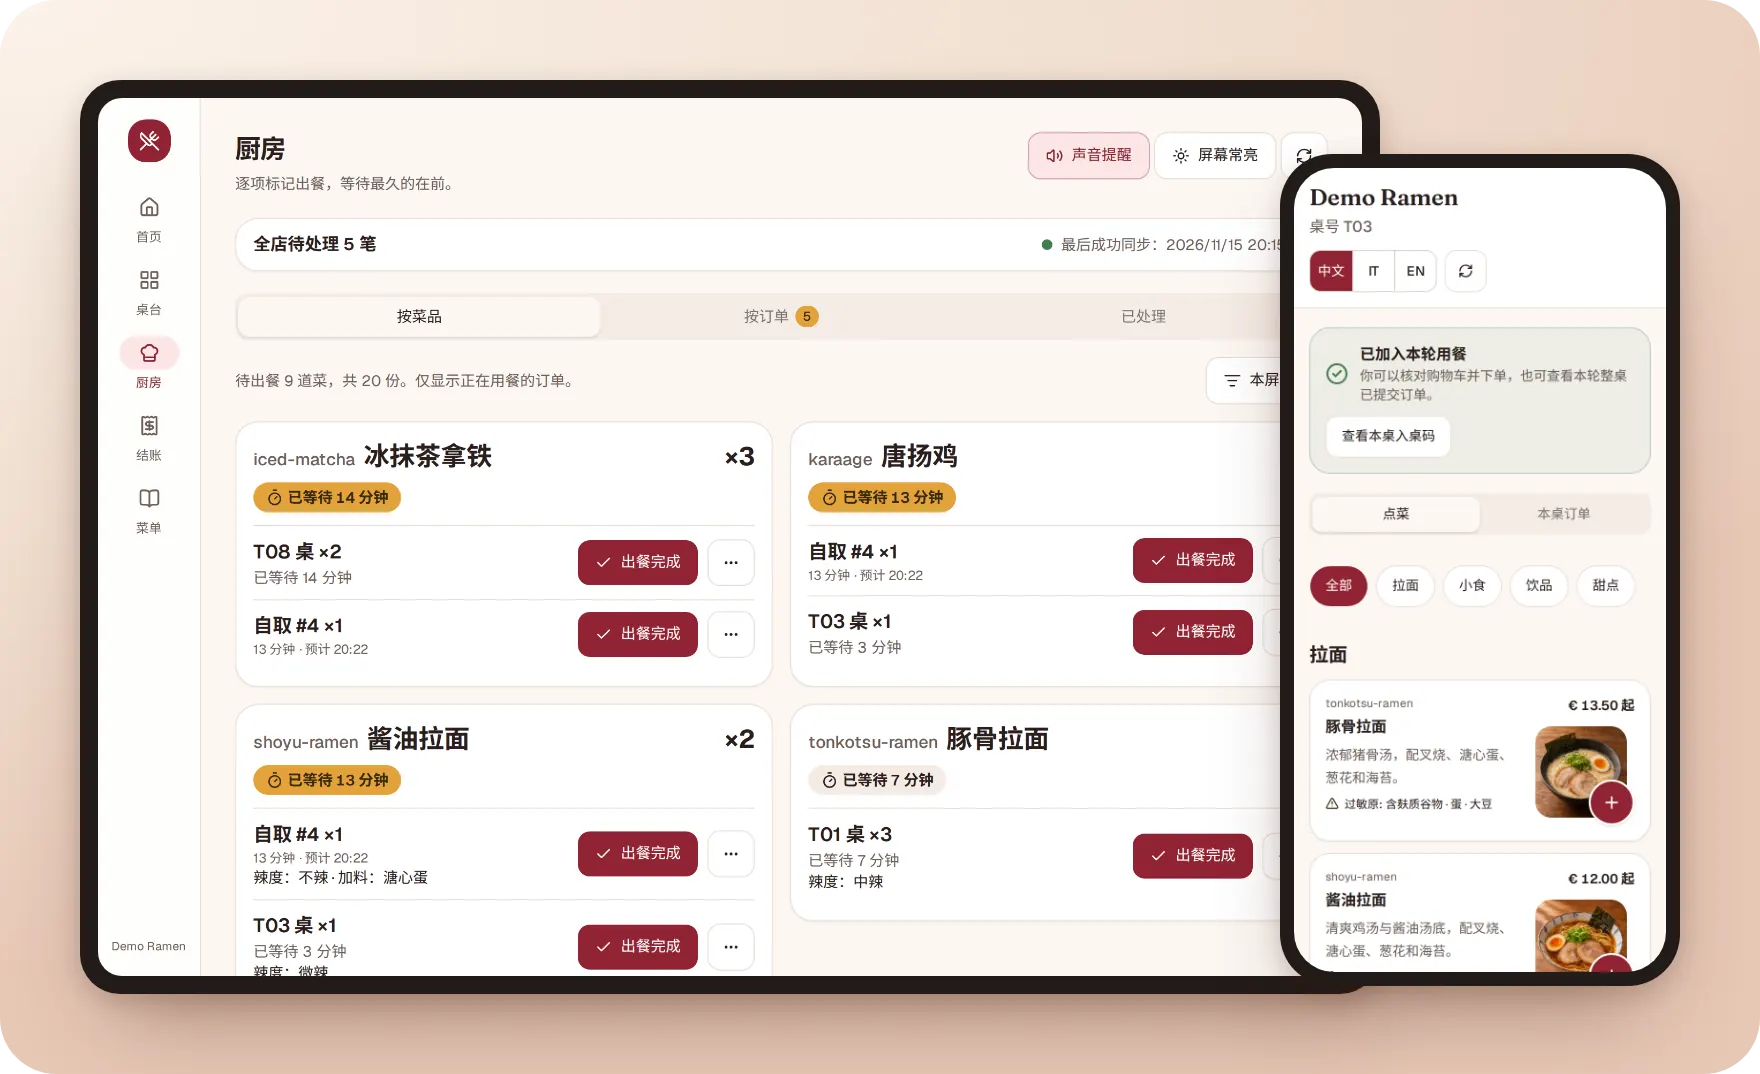 厨房
逐项标记出餐，等待最久的在前。
声音提醒
屏幕常亮
首页
桌台
厨房
结账
菜单
Demo Ramen
全店待处理 5 笔
最后成功同步：2026/11/15 20:15
按菜品
按订单 5
已处理
待出餐 9 道菜，共 20 份。仅显示正在用餐的订单。
本屏
iced-matcha 冰抹茶拿铁 ×3
已等待 14 分钟
T08 桌 ×2
已等待 14 分钟
出餐完成
自取 #4 ×1
13 分钟 · 预计 20:22
出餐完成
karaage 唐扬鸡
已等待 13 分钟
自取 #4 ×1
13 分钟 · 预计 20:22
出餐完成
T03 桌 ×1
已等待 3 分钟
出餐完成
shoyu-ramen 酱油拉面 ×2
已等待 13 分钟
自取 #4 ×1
13 分钟 · 预计 20:22
辣度：不辣 · 加料：溏心蛋
出餐完成
T03 桌 ×1
已等待 3 分钟
辣度：微辣
出餐完成
tonkotsu-ramen 豚骨拉面
已等待 7 分钟
T01 桌 ×3
已等待 7 分钟
辣度：中辣
出餐完成
Demo Ramen
桌号 T03
中文 IT EN
已加入本轮用餐
你可以核对购物车并下单，也可查看本轮整桌
已提交订单。
查看本桌入桌码
点菜
本桌订单
全部 拉面 小食 饮品 甜点
拉面
tonkotsu-ramen
€ 13.50 起
豚骨拉面
浓郁猪骨汤，配叉烧、溏心蛋、
葱花和海苔。
过敏原: 含麸质谷物 · 蛋 · 大豆
shoyu-ramen
€ 12.00 起
酱油拉面
清爽鸡汤与酱油汤底，配叉烧、
溏心蛋、葱花和海苔。